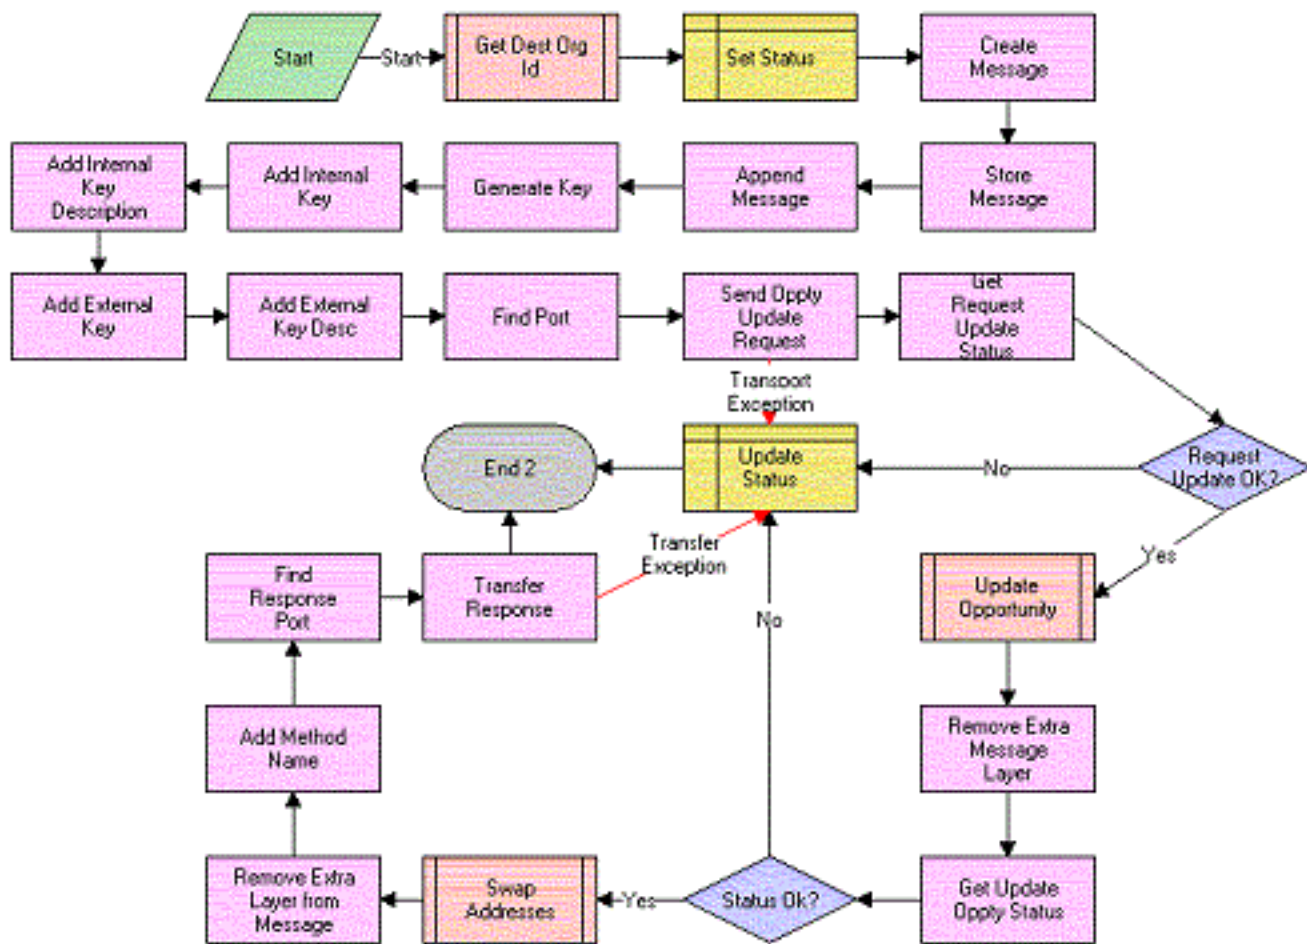 Start
Start
Get Dest Org
Id
Set Status
Create
Message
Add Internal
Key
Description
Add Internal
Key
Generate Key
Append
Message
Store
Message
Add External
Key
Add External
Key Desc
Find Port
Send Opply
Update
Request
Get
Request
Update
Status
Transport
Exception
End 2
Update
Status
No
Request
Update OK?
Find
Response
Port
Transfer
Response
Transfer
Exception
No
Yes
Update
Opportunity
Add Method
Name
Remove Extra
Message
Layer
Remove Extra
Layer from
Message
Swap
Addresses
Yes
Status Ok?
Get Update
Oppty Status